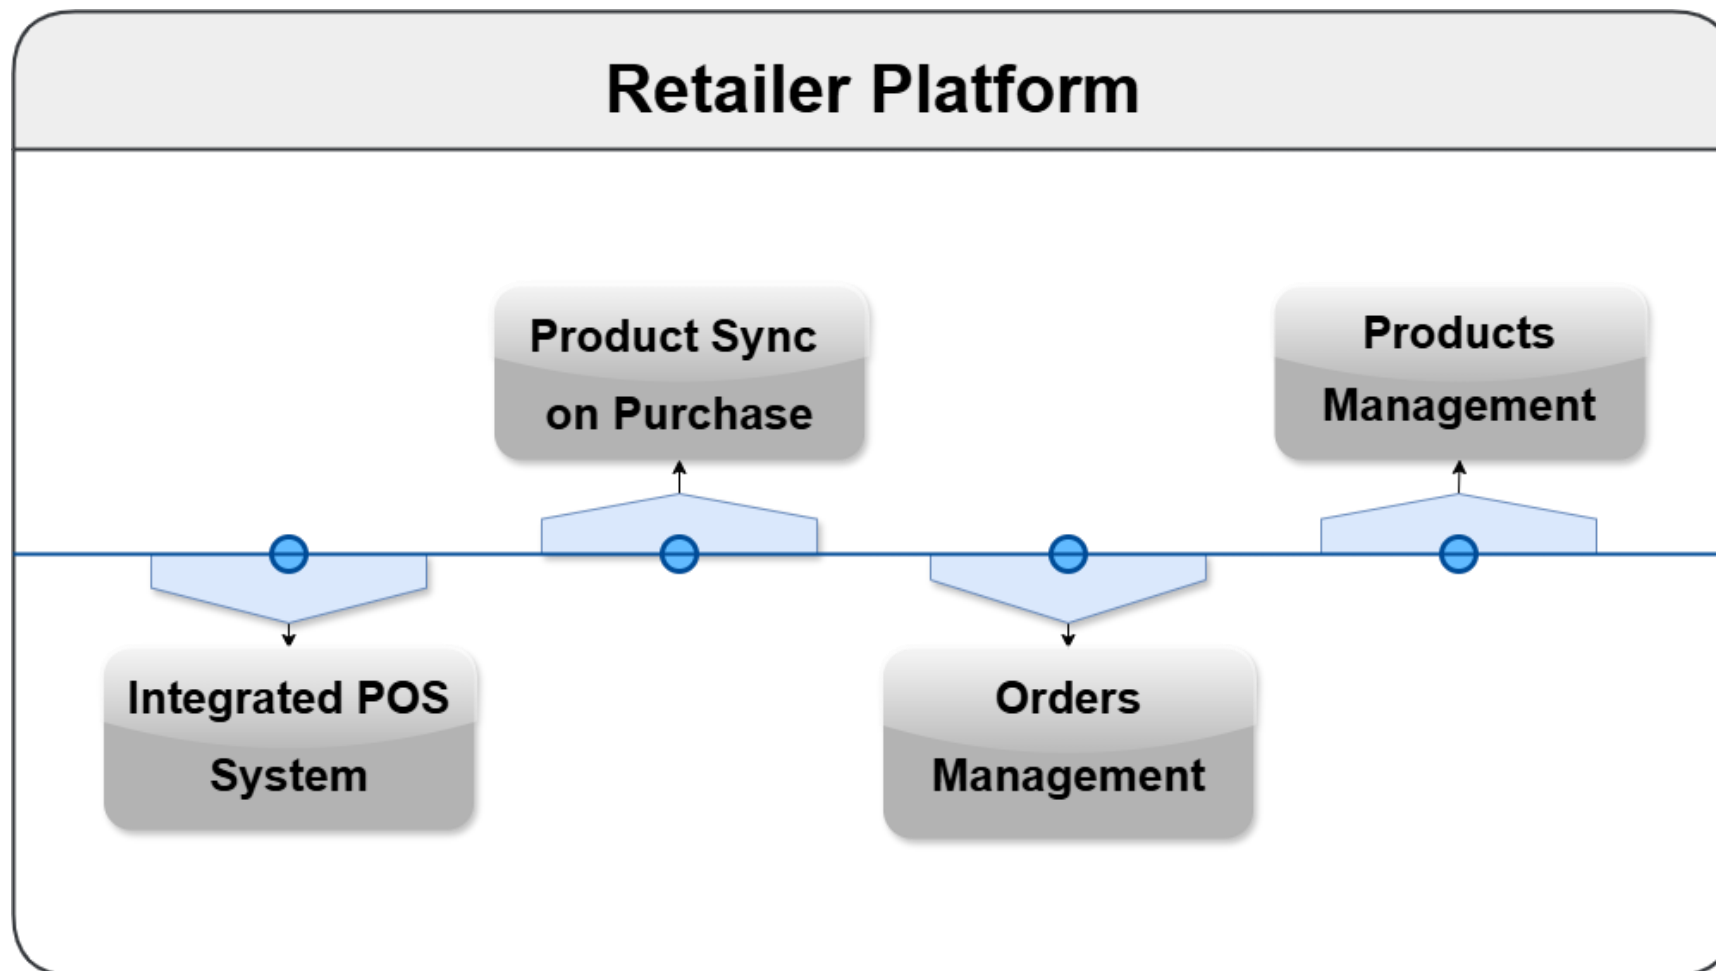 Retailer Platform
Product Sync
on Purchase
Products
Management
Integrated POS
System
Orders
Management